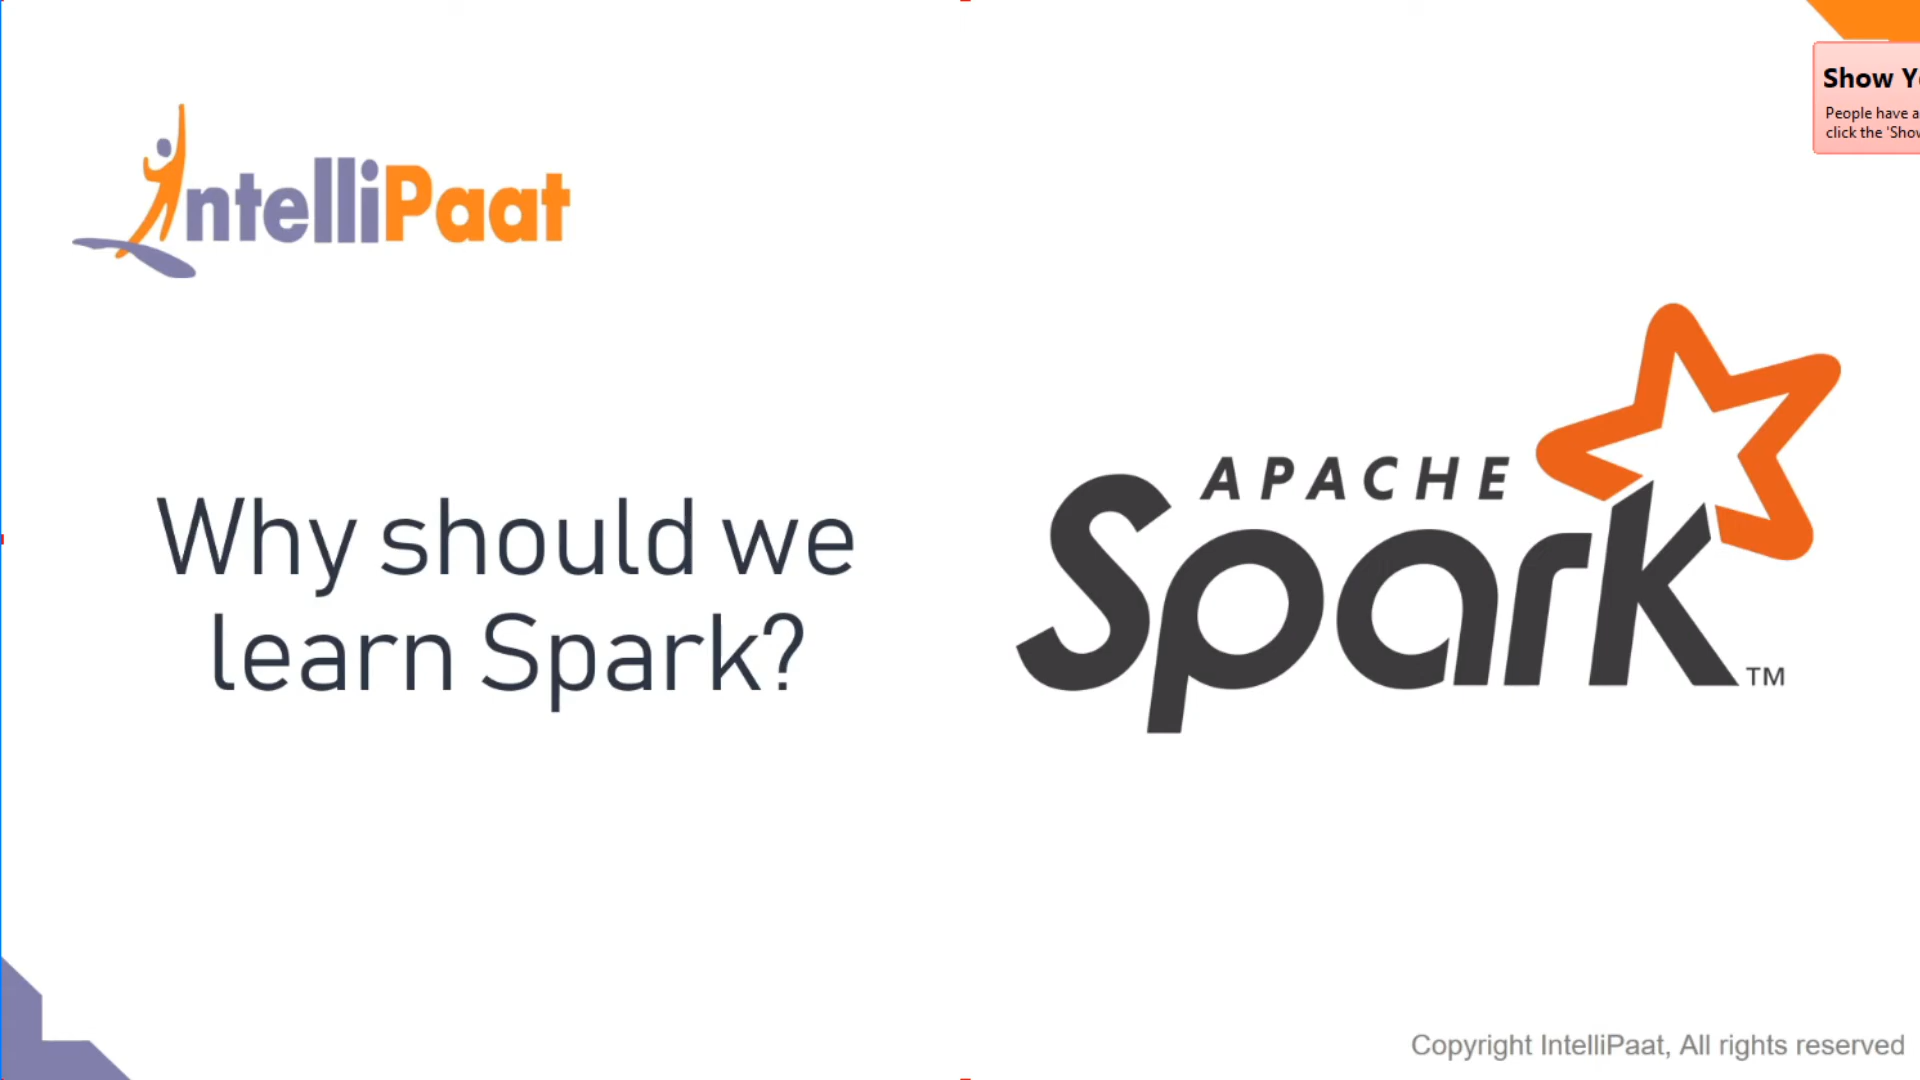 IntelliPaat
Show
People have a
click the 'Show
Why should we
learn Spark?
APACHE
Spark
TM
Copyright IntelliPaat, All rights reserved